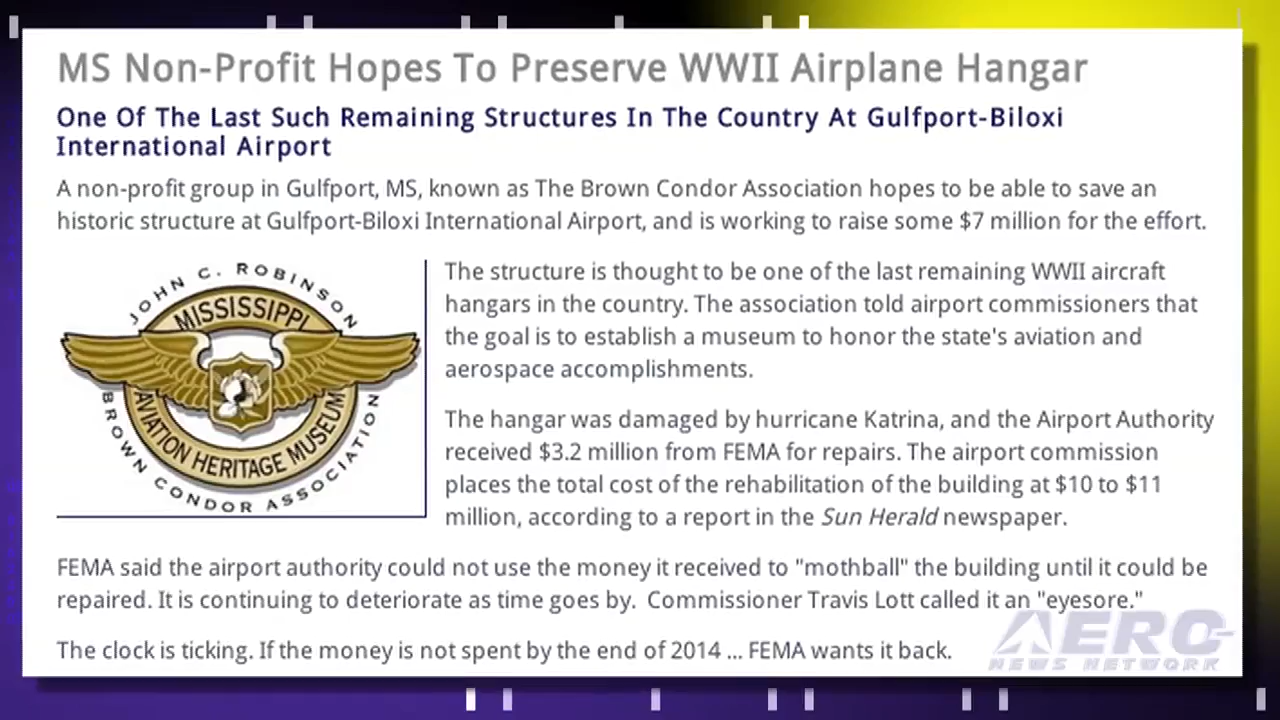 MS Non-Profit Hopes To Preserve WWII Airplane Hangar
One Of The Last Such Remaining Structures In The Country At Gulfport-Biloxi
International Airport
A non-profit group in Gulfport, MS, known as The Brown Condor Association hopes to be able to save an
historic structure at Gulfport-Biloxi International Airport, and is working to raise some $7 million for the effort.
JOHN C. ROBINSON
MISSISSIPPI
AVIATION HERITAGE MUSEUM
BROWN CONDOR ASSOCIATION
The structure is thought to be one of the last remaining WWII aircraft
hangars in the country. The association told airport commissioners that
the goal is to establish a museum to honor the state's aviation and
aerospace accomplishments.
The hangar was damaged by hurricane Katrina, and the Airport Authority
received $3.2 million from FEMA for repairs. The airport commission
places the total cost of the rehabilitation of the building at $10 to $11
million, according to a report in the Sun Herald newspaper.
FEMA said the airport authority could not use the money it received to "mothball" the building until it could be
repaired. It is continuing to deteriorate as time goes by.  Commissioner Travis Lott called it an "eyesore."
The clock is ticking. If the money is not spent by the end of 2014 ... FEMA wants it back.
AERO
NEWS NETWORK